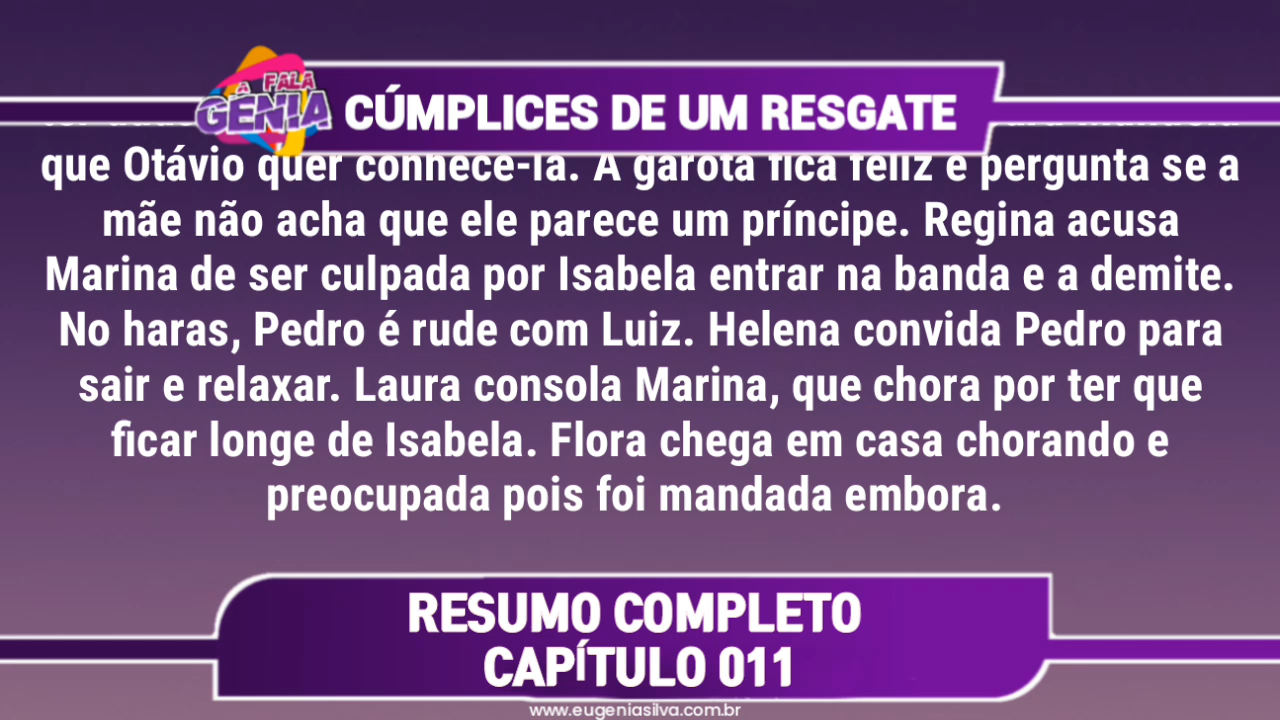 FALA
GÊNIA
CÚMPLICES DE UM RESGATE
que Otávio quer conhecê-la. A garota fica feliz e pergunta se a
mãe não acha que ele parece um príncipe. Regina acusa
Marina de ser culpada por Isabela entrar na banda e a demite.
No haras, Pedro é rude com Luiz. Helena convida Pedro para
sair e relaxar. Laura consola Marina, que chora por ter que
ficar longe de Isabela. Flora chega em casa chorando e
preocupada pois foi mandada embora.
RESUMO COMPLETO
CAPÍTULO 011
www.eugeniasilva.com.br